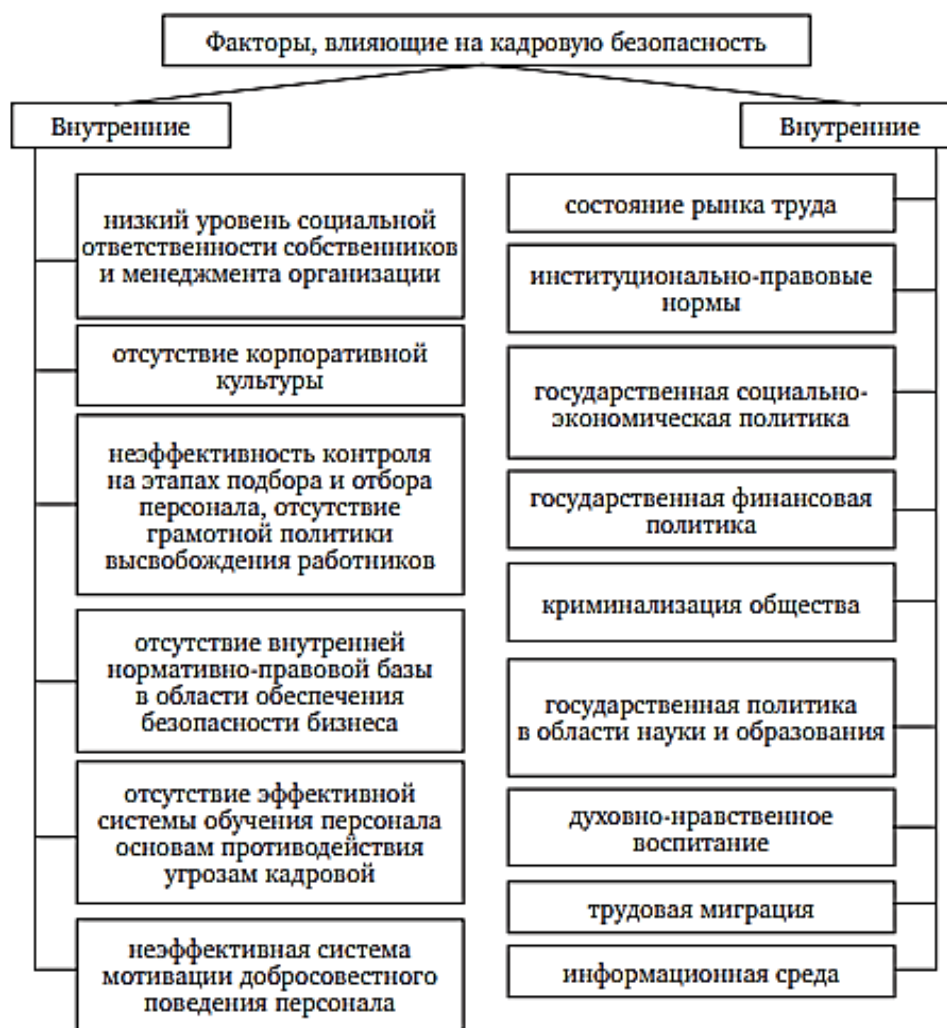 Факторы, влияющие на кадровую безопасность
Внутренние
низкий уровень социальной
ответственности собственников
и менеджмента организации
отсутствие корпоративной
культуры
неэффективность контроля
на этапах подбора и отбора
персонала, отсутствие
грамотной политики
высвобождения работников
отсутствие внутренней
нормативно-правовой базы
в области обеспечения
безопасности бизнеса
отсутствие эффективной
системы обучения персонала
основам противодействия
угрозам кадровой
неэффективная система
мотивации добросовестного
поведения персонала
Внутренние
состояние рынка труда
институционально-правовые
нормы
государственная социально-
экономическая политика
государственная финансовая
политика
криминализация общества
государственная политика
в области науки и образования
духовно-нравственное
воспитание
трудовая миграция
информационная среда